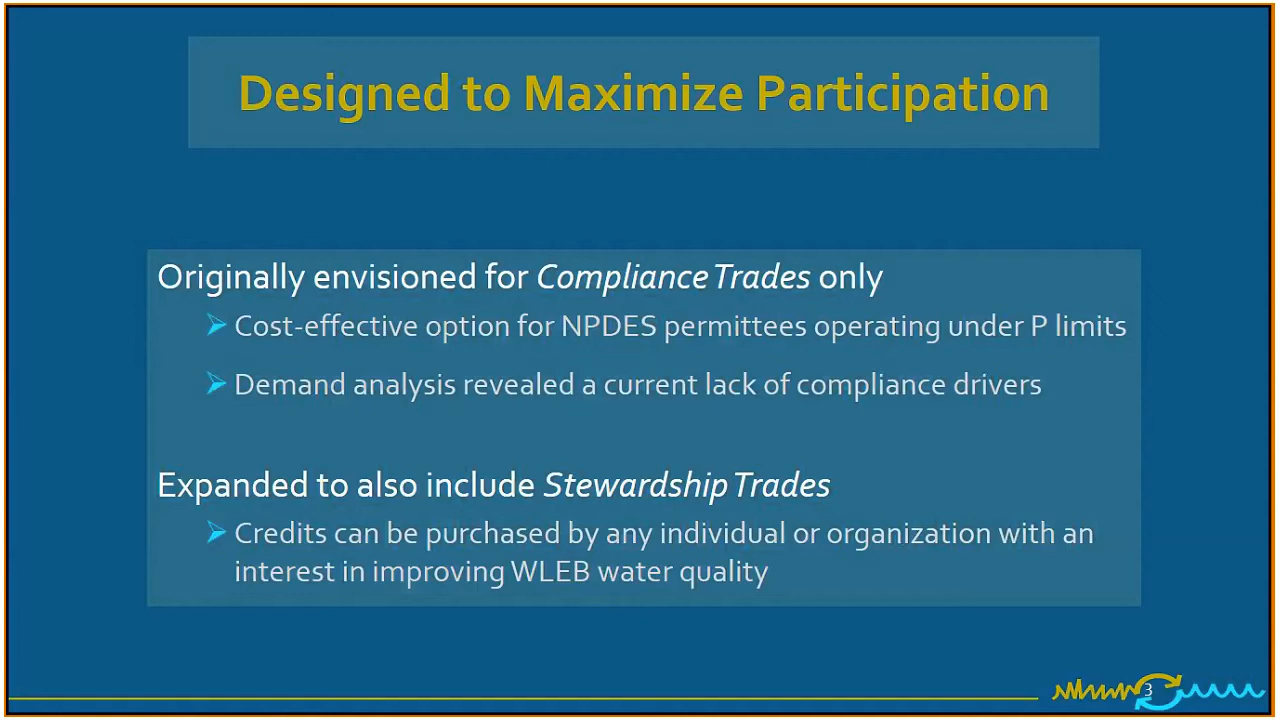 Designed to Maximize Participation
Originally envisioned for Compliance Trades only
➢ Cost-effective option for NPDES permittees operating under P limits
➢ Demand analysis revealed a current lack of compliance drivers
Expanded to also include Stewardship Trades
➢ Credits can be purchased by any individual or organization with an
interest in improving WLEB water quality
3